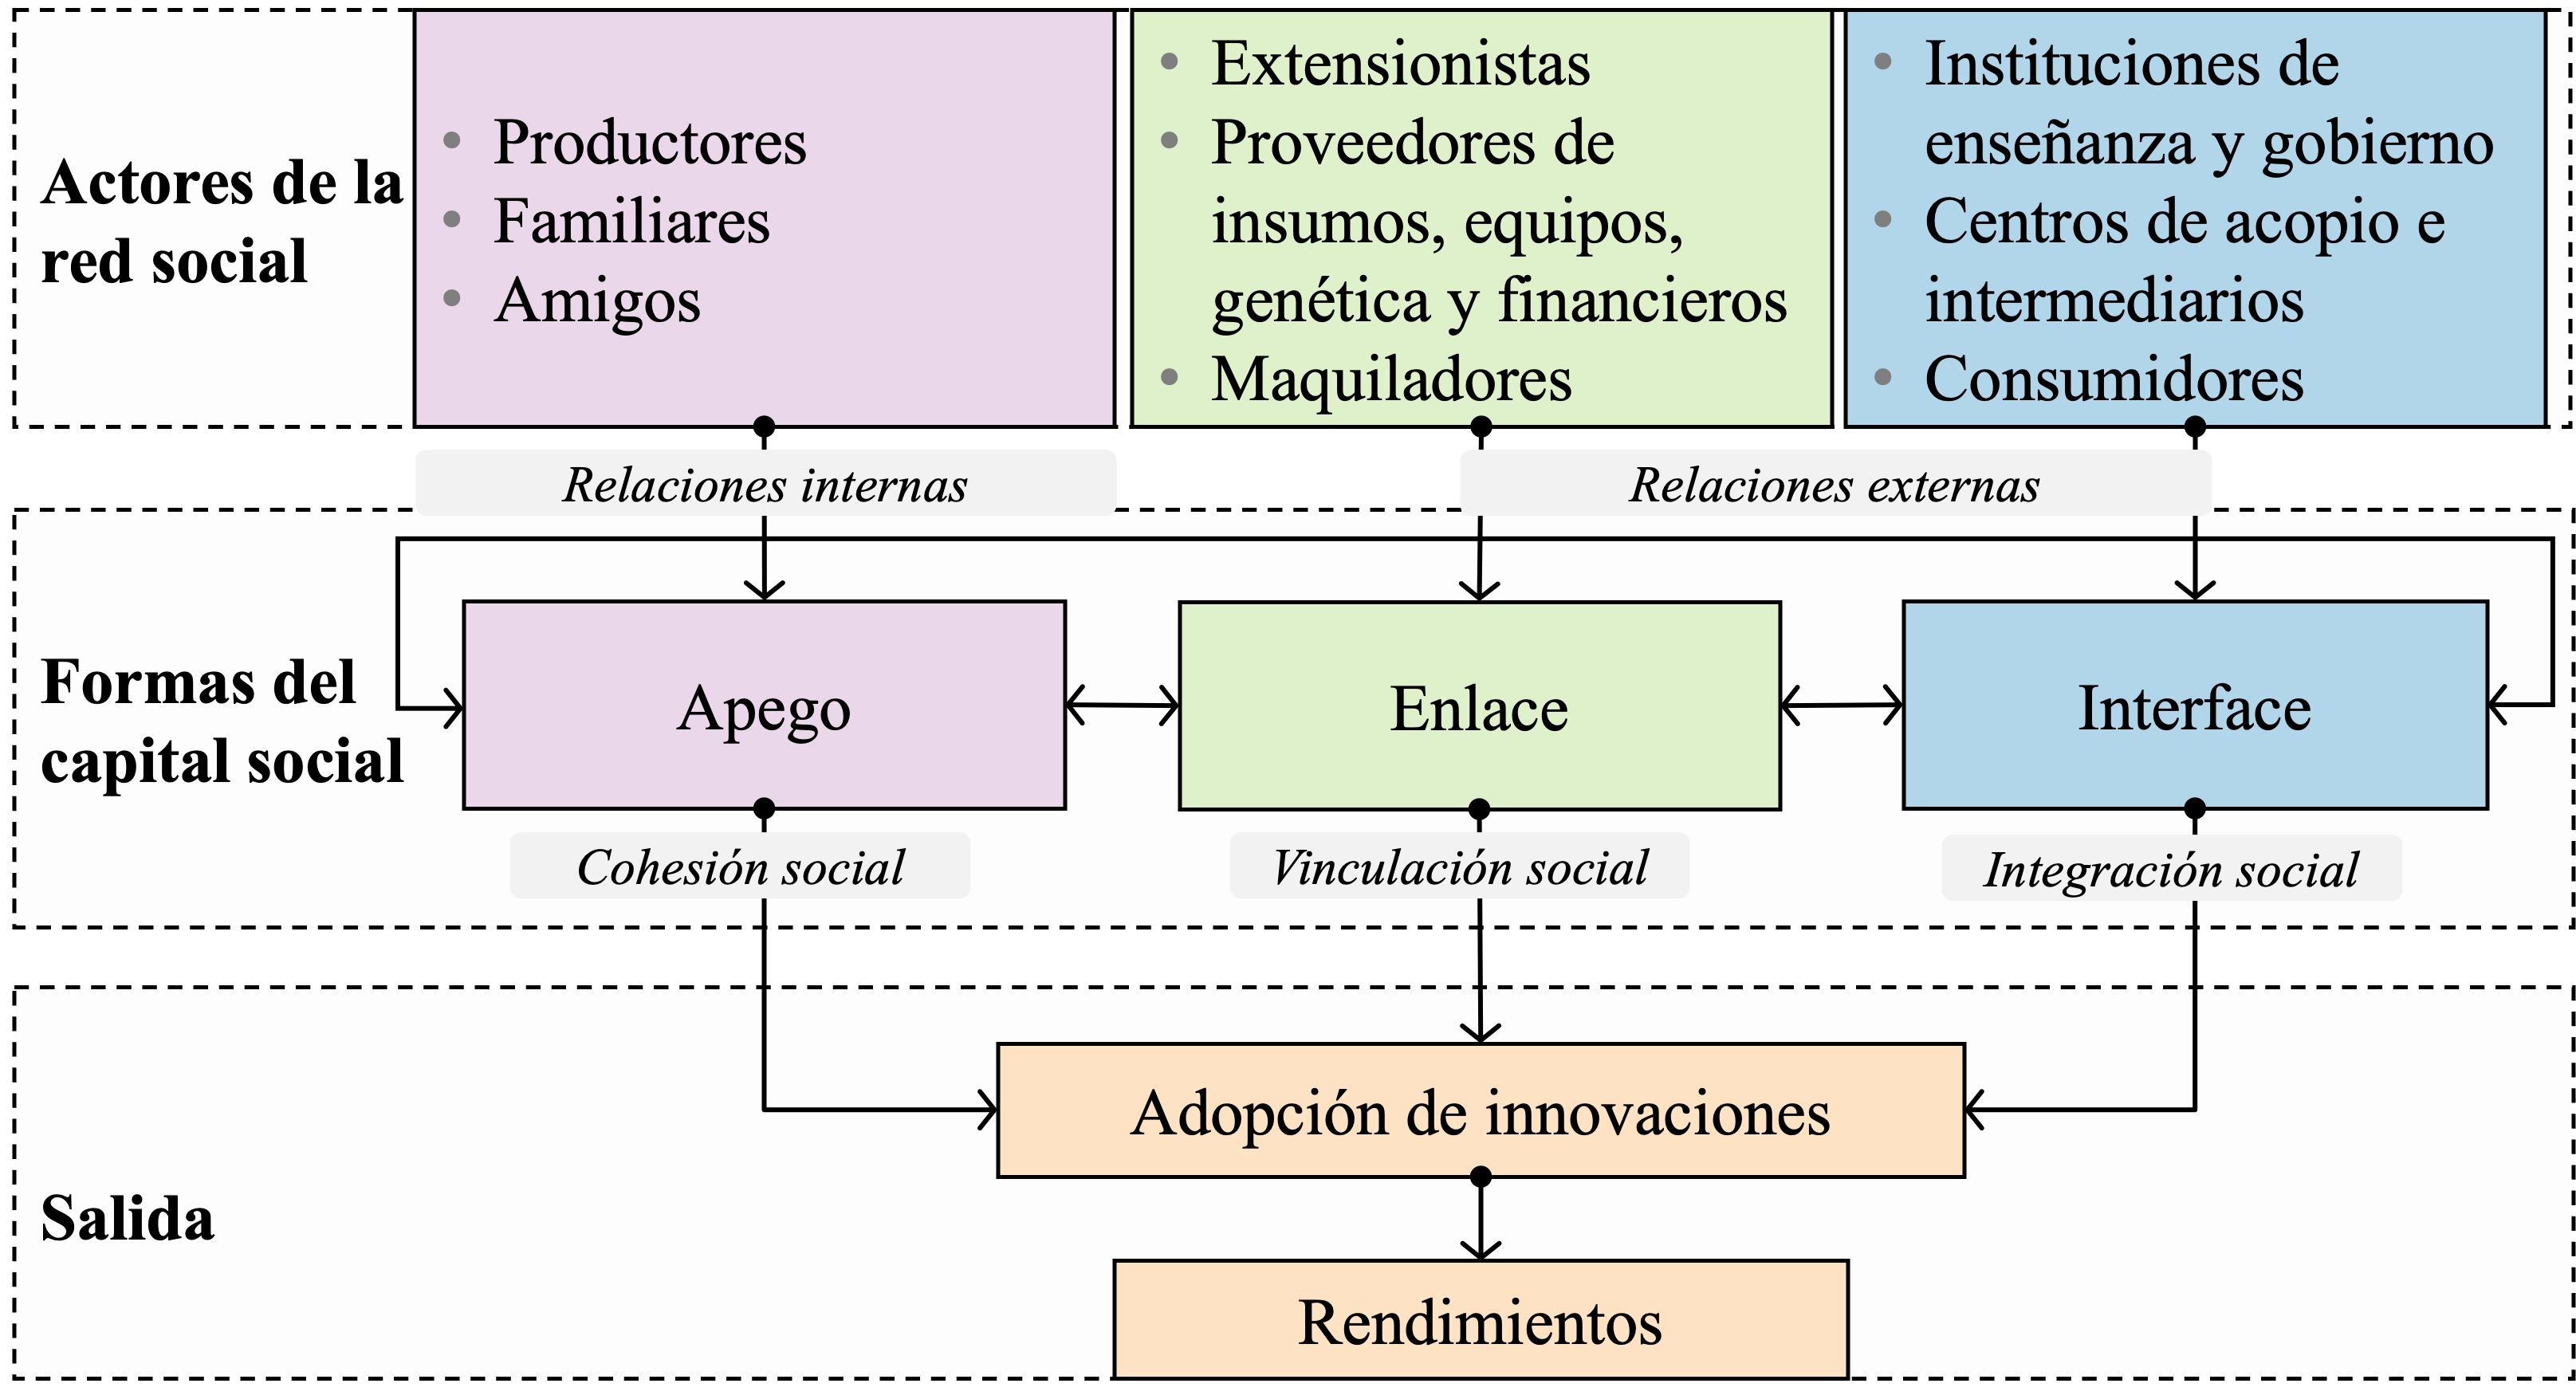 Actores de la
red social
• Productores
• Familiares
• Amigos
• Extensionistas
• Proveedores de
insumos, equipos,
genética y financieros
• Maquiladores
• Instituciones de
enseñanza y gobierno
• Centros de acopio e
intermediarios
• Consumidores
Relaciones internas
Relaciones externas
Formas del
capital social
Apego
Enlace
Interface
Cohesión social
Vinculación social
Integración social
Salida
Adopción de innovaciones
Rendimientos